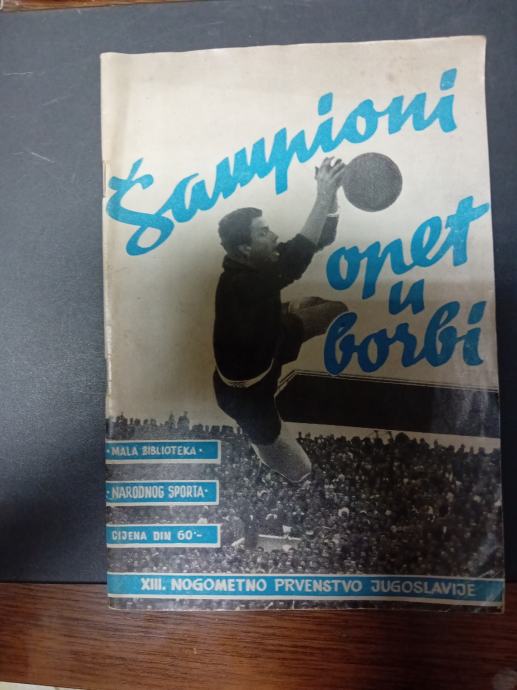 Šampioni
opet
u
borbi
·MALA BIBLIOTEKA·
·NARODNOG SPORTA·
CIJENA DIN 60·-
XIII. NOGOMETNO PRVENSTVO JUGOSLAVIJE